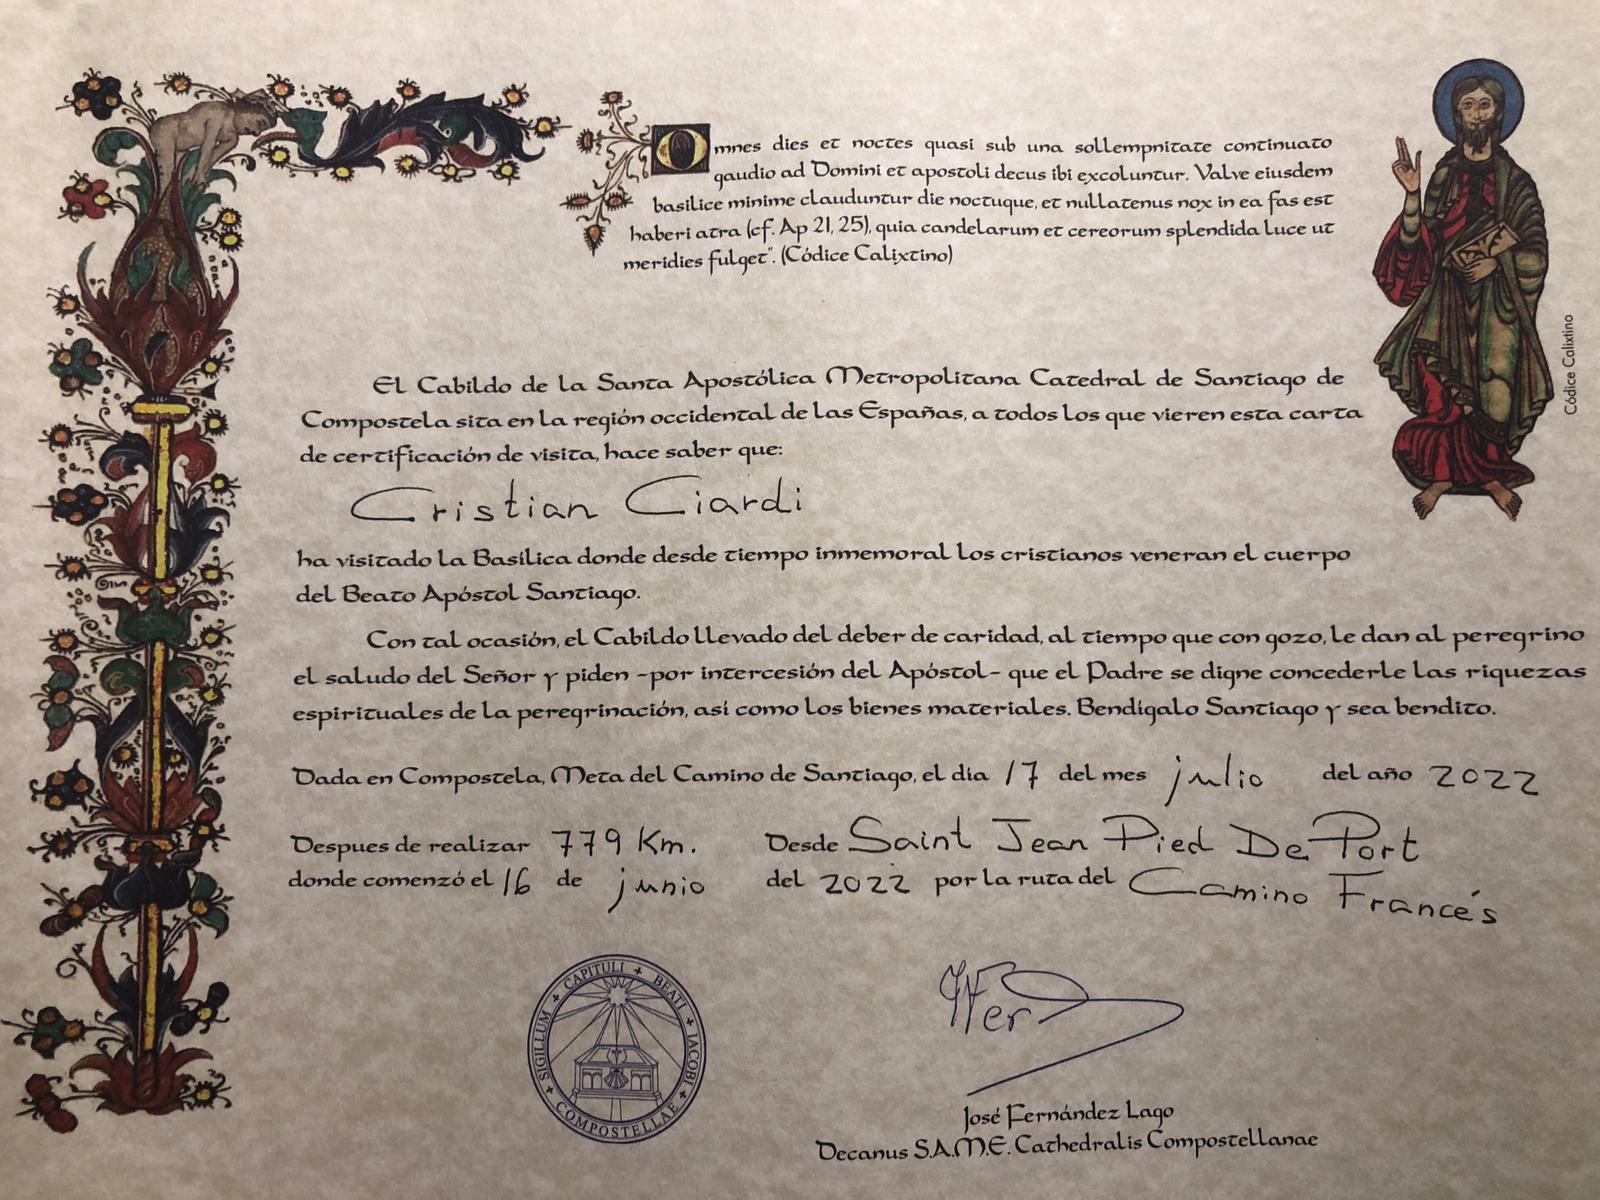 Omnes dies et noctes quasi sub una sollempnitate continuato
gaudio ad Domini et apostoli decus ibi excoluntur. Valve eiusdem
basilice minime clauduntur die noctuque, et nullatenus nox in ea fas est
haberi atra (cf. Ap 21, 25), quia candelarum et cereorum splendida luce ut
meridies fulget". (Códice Calixtino)
Códice Calixtino
El Cabildo de la Santa Apostólica Metropolitana Catedral de Santiago de
Compostela sita en la región occidental de las Españas, a todos los que vieren esta carta
de certificación de visita, hace saber que:
Cristian Ciardi
ha visitado la Basílica donde desde tiempo inmemoral los cristianos veneran el cuerpo
del Beato Apóstol Santiago.
Con tal ocasión, el Cabildo llevado del deber de caridad, al tiempo que con gozo, le dan al peregrino
el saludo del Señor y piden -por intercesión del Apóstol- que el Padre se digne concederle las riquezas
espirituales de la peregrinación, así como los bienes materiales. Bendígalo Santiago y sea bendito.
Dada en Compostela, Meta del Camino de Santiago, el día 17 del mes julio del año 2022
Despues de realizar 779 Km. Desde Saint Jean Pied De Port
donde comenzó el 16 de junio del 2022 por la ruta del Camino Francés
SIGILLUM + CAPITULI + BEATI + IACOBI + COMPOSTELLAE +
José Fernández Lago
Decanus S.A.M.E. Cathedralis Compostellanae